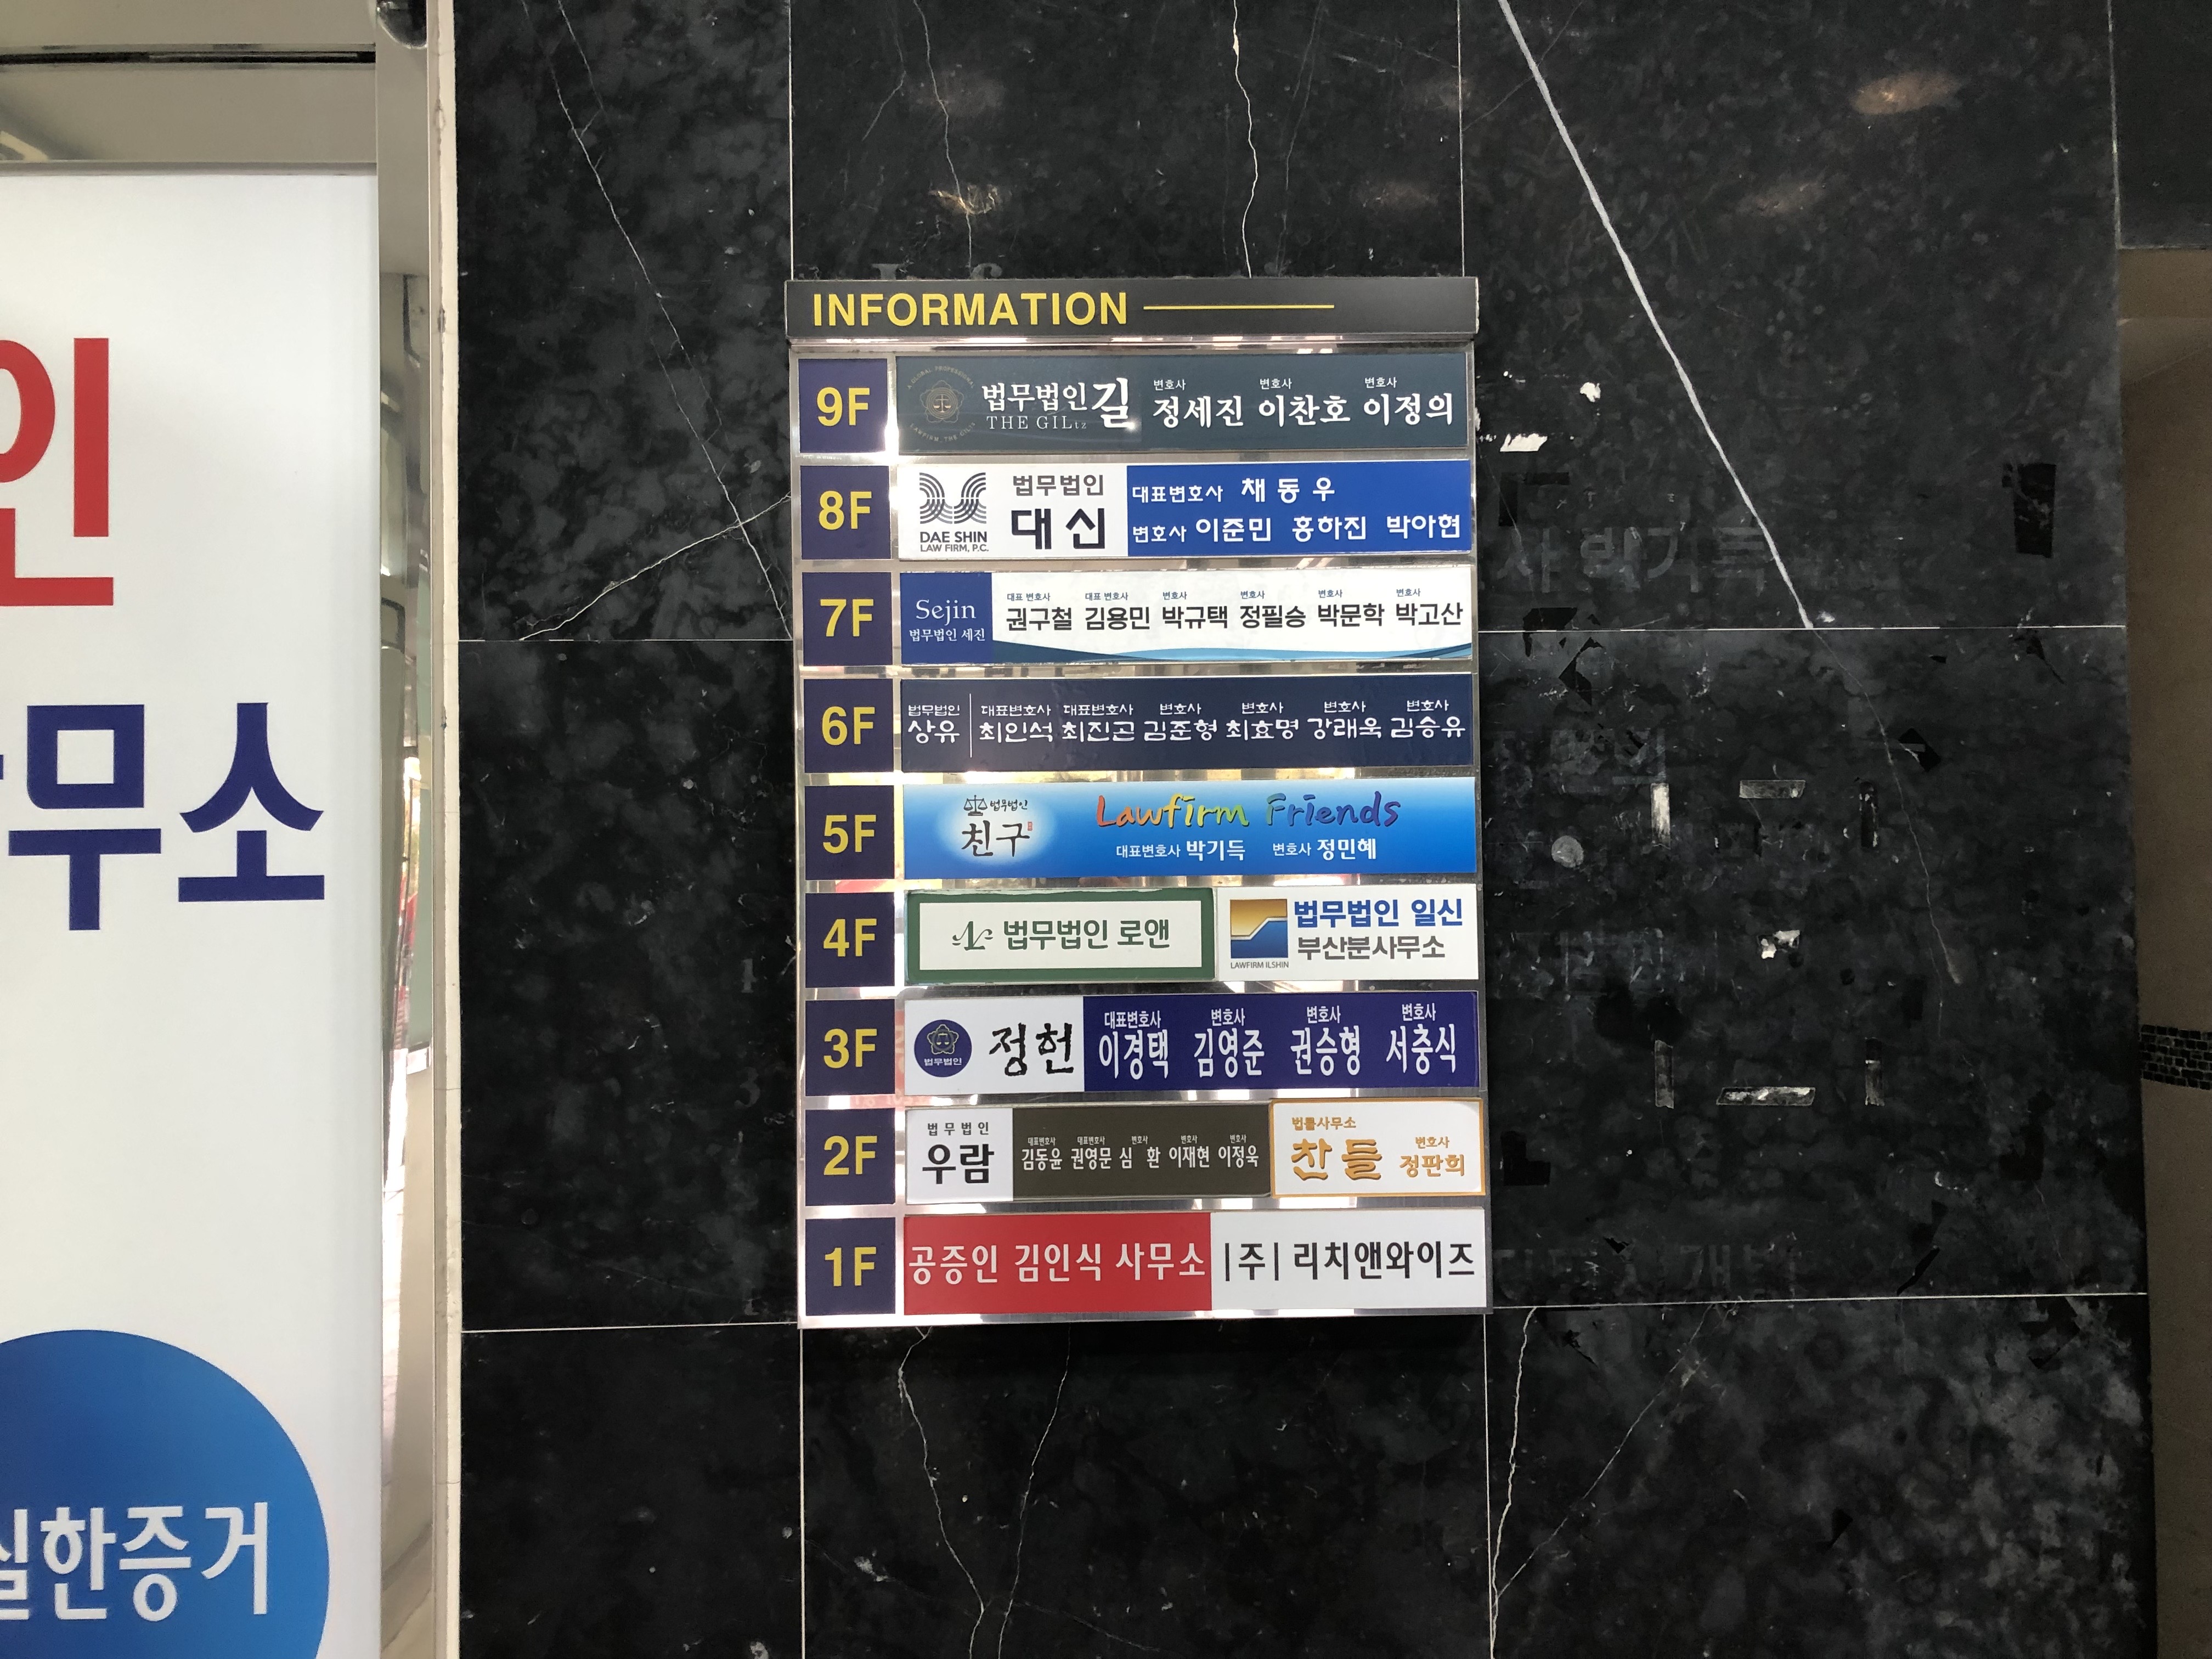 인
무소
실한증거
INFORMATION
9F
A GLOBAL PROFESSIONAL
LAWFIRM, THE GILtz
법무법인 길
THE GILtz
변호사 변호사 변호사
정세진 이찬호 이정의
8F
DAE SHIN
LAW FIRM, P.C.
법무법인
대신
대표변호사 채동우
변호사 이준민 홍하진 박아현
7F
Sejin
법무법인 세진
대표 변호사 대표 변호사 변호사 변호사 변호사 변호사
권구철 김용민 박규택 정필승 박문학 박고산
6F
법무법인
상유
대표변호사 대표변호사 변호사 변호사 변호사 변호사
최인석 최진곤 김준형 최효명 강래욱 김승유
5F
법무법인
친구
Lawfirm Friends
대표변호사 박기득 변호사 정민혜
4F
법무법인 로앤
LAWFIRM ILSHIN
법무법인 일신
부산분사무소
3F
법무법인
정헌
대표변호사 변호사 변호사 변호사
이경택 김영준 권승형 서충식
2F
법무법인
우람
대표변호사 대표변호사 변호사 변호사 변호사
김동윤 권영문 심 환 이재현 이정욱
법률사무소
찬들
변호사
정판희
1F
공증인 김인식 사무소
|주| 리치앤와이즈